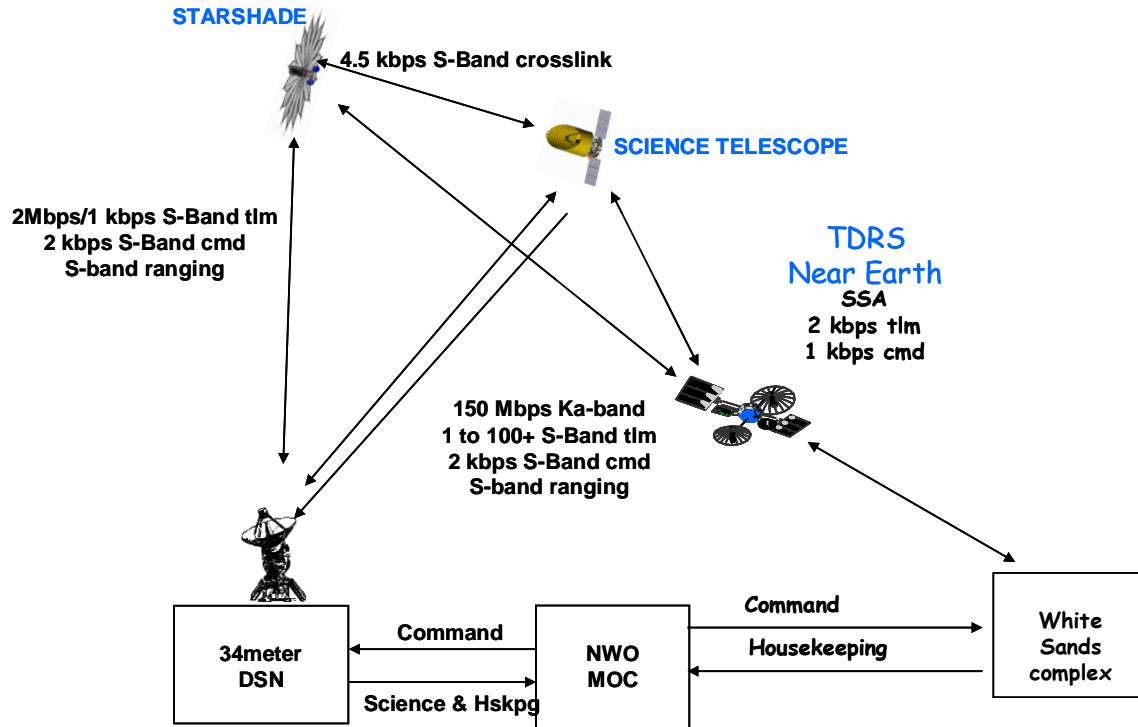 STARSHADE
4.5 kbps S-Band crosslink
SCIENCE TELESCOPE
2Mbps/1 kbps S-Band tlm
2 kbps S-Band cmd
S-band ranging
TDRS
Near Earth
SSA
2 kbps tlm
1 kbps cmd
150 Mbps Ka-band
1 to 100+ S-Band tlm
2 kbps S-Band cmd
S-band ranging
34meter
DSN
Command
Science & Hskpg
NWO
MOC
Command
Housekeeping
White
Sands
complex